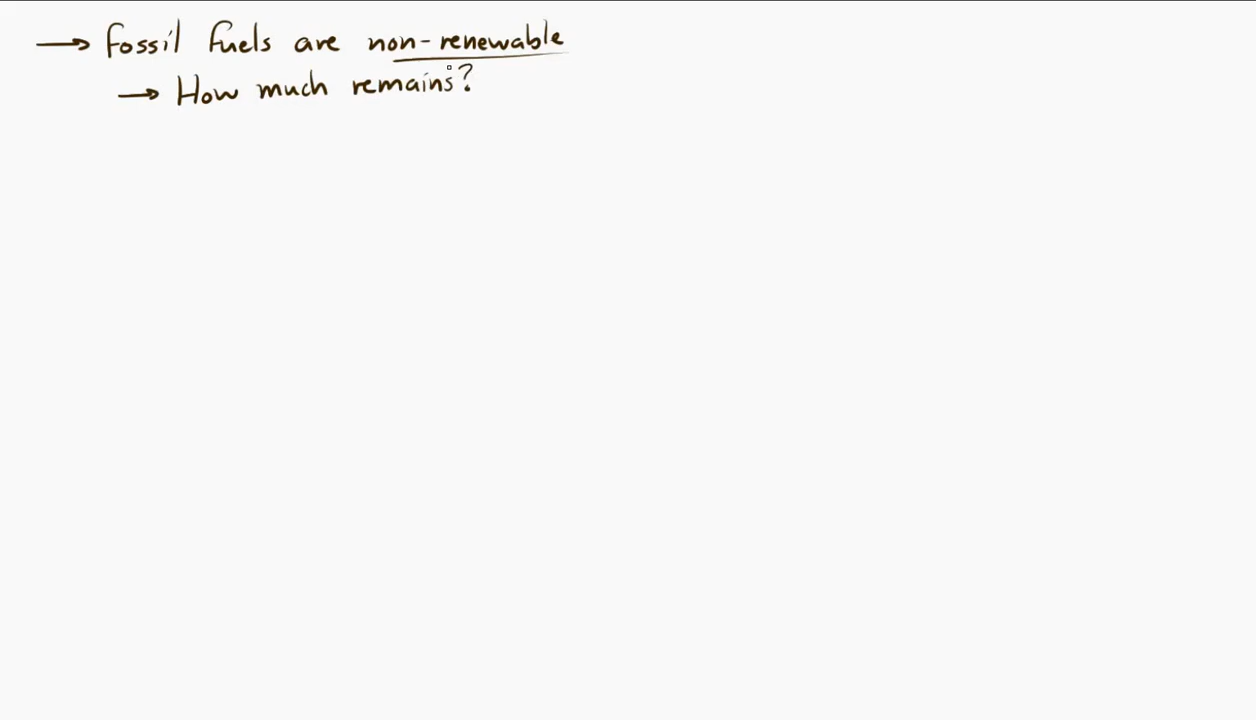 → Fossil fuels are non-renewable
→ How much remains?